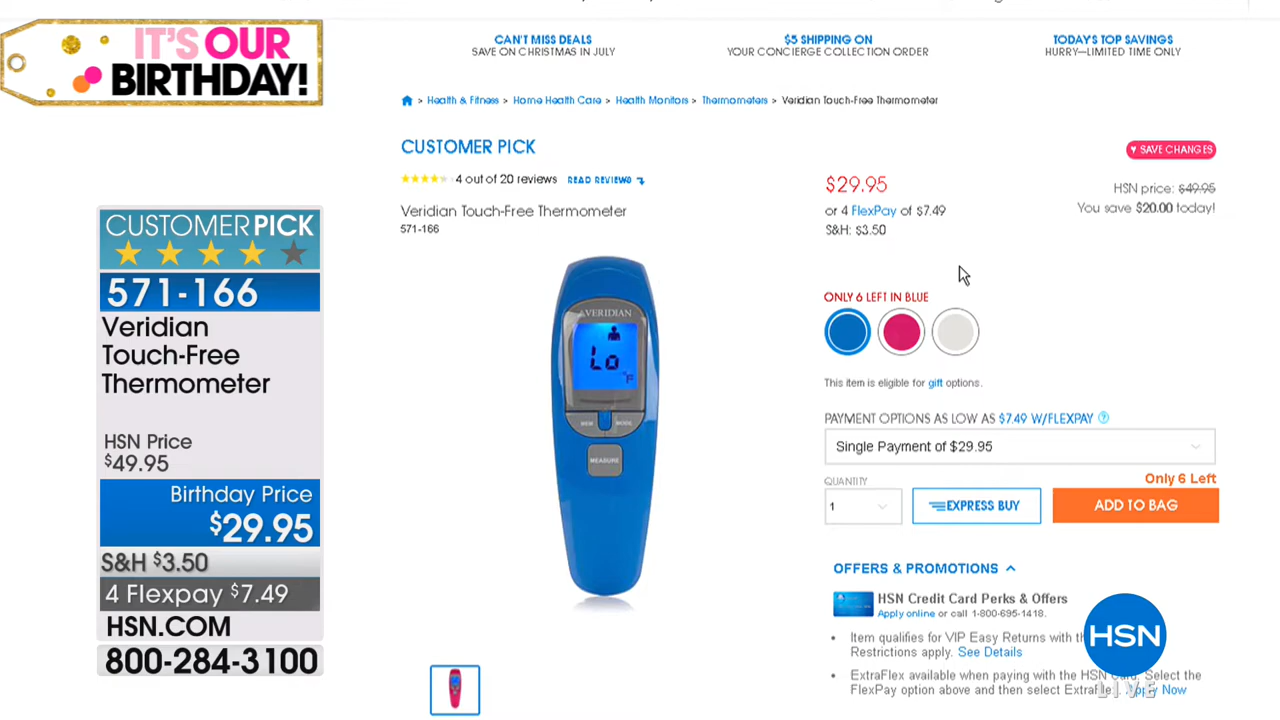 IT'S OUR
BIRTHDAY!
CAN'T MISS DEALS
SAVE ON CHRISTMAS IN JULY
$5 SHIPPING ON
YOUR CONCIERGE COLLECTION ORDER
TODAY'S TOP SAVINGS
HURRY—LIMITED TIME ONLY
> Health & Fitness > Home Health Care > Health Monitors > Thermometers > Veridian Touch-Free Thermometer
CUSTOMER PICK
4 out of 20 reviews READ REVIEWS
Veridian Touch-Free Thermometer
571-166
SAVE CHANGES
$29.95
HSN price: $49.95
or 4 FlexPay of $7.49
You save $20.00 today!
S&H: $3.50
ONLY 6 LEFT IN BLUE
This item is eligible for gift options.
PAYMENT OPTIONS AS LOW AS $7.49 W/FLEXPAY ?
Single Payment of $29.95
Only 6 Left
QUANTITY
1
EXPRESS BUY
ADD TO BAG
OFFERS & PROMOTIONS
HSN Credit Card Perks & Offers
Apply online or call 1-800-695-1418.
• Item qualifies for VIP Easy Returns with th
Restrictions apply. See Details
• ExtraFlex available when paying with the HSN Card. Select the
FlexPay option above and then select ExtraFle Apply Now
VERIDIAN
Lo
°F
MEM
MODE
MEASURE
CUSTOMER PICK
571-166
Veridian
Touch-Free
Thermometer
HSN Price
$49.95
Birthday Price
$29.95
S&H $3.50
4 Flexpay $7.49
HSN.COM
800-284-3100
HSN
LIVE